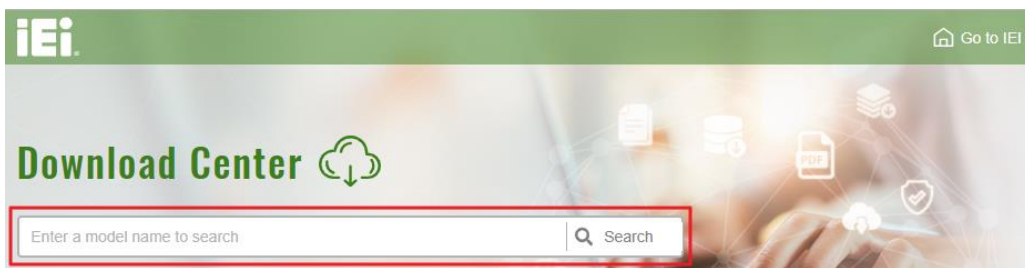 iEi.
Go to IEI
Download Center
PDF
Enter a model name to search
Search